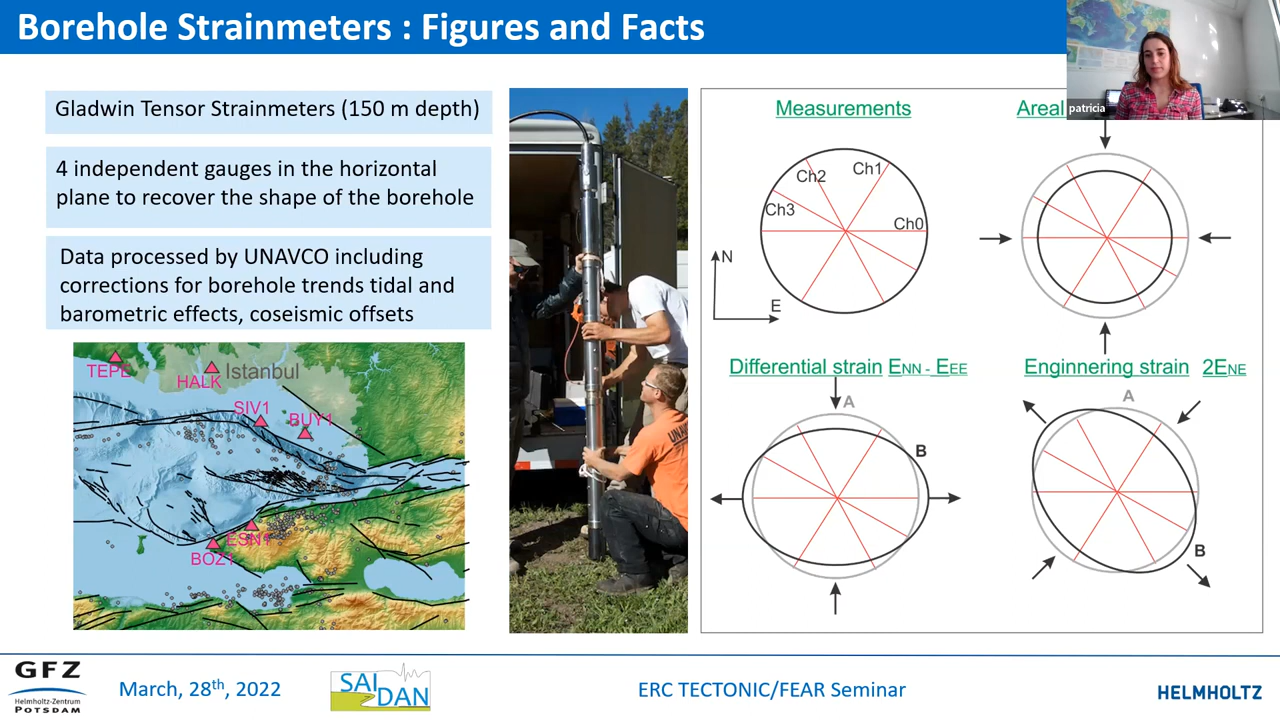 Borehole Strainmeters : Figures and Facts
patricia
Gladwin Tensor Strainmeters (150 m depth)
4 independent gauges in the horizontal
plane to recover the shape of the borehole
Data processed by UNAVCO including
corrections for borehole trends tidal and
barometric effects, coseismic offsets
TEPE
HALK
Istanbul
SIV1
BUY1
ESN1
BOZ1
UNAV
Measurements
Ch2
Ch1
Ch3
Ch0
N
E
Areal
Differential strain ENN - EEE
A
B
Enginnering strain 2ENE
A
B
GFZ
Helmholtz-Zentrum
POTSDAM
March, 28th, 2022
SAI
DAN
ERC TECTONIC/FEAR Seminar
HELMHOLTZ